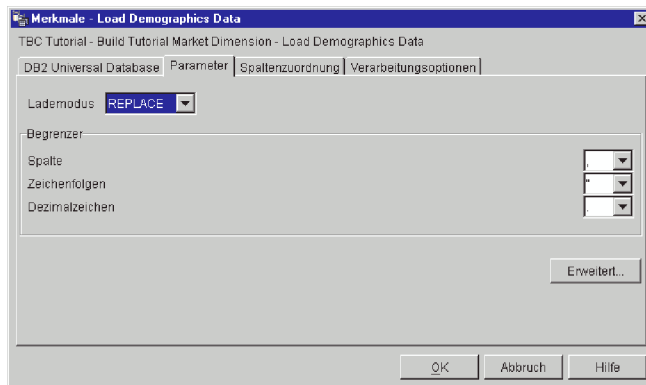 Merkmale - Load Demographics Data
TBC Tutorial - Build Tutorial Market Dimension - Load Demographics Data
DB2 Universal Database Parameter Spaltenzuordnung Verarbeitungsoptionen
Lademodus REPLACE
Begrenzer
Spalte ,
Zeichenfolgen "
Dezimalzeichen .
Erweitert...
OK Abbruch Hilfe